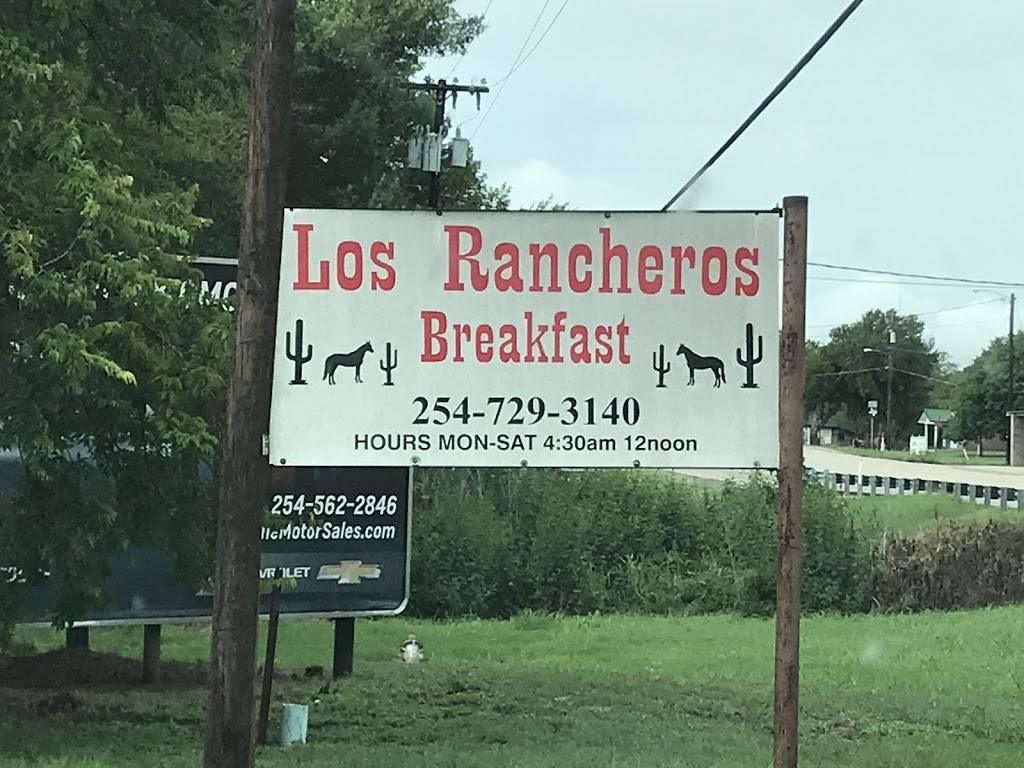 Los Rancheros
Breakfast
254-729-3140
HOURS MON-SAT 4:30am 12noon
254-562-2846
MotorSales.com